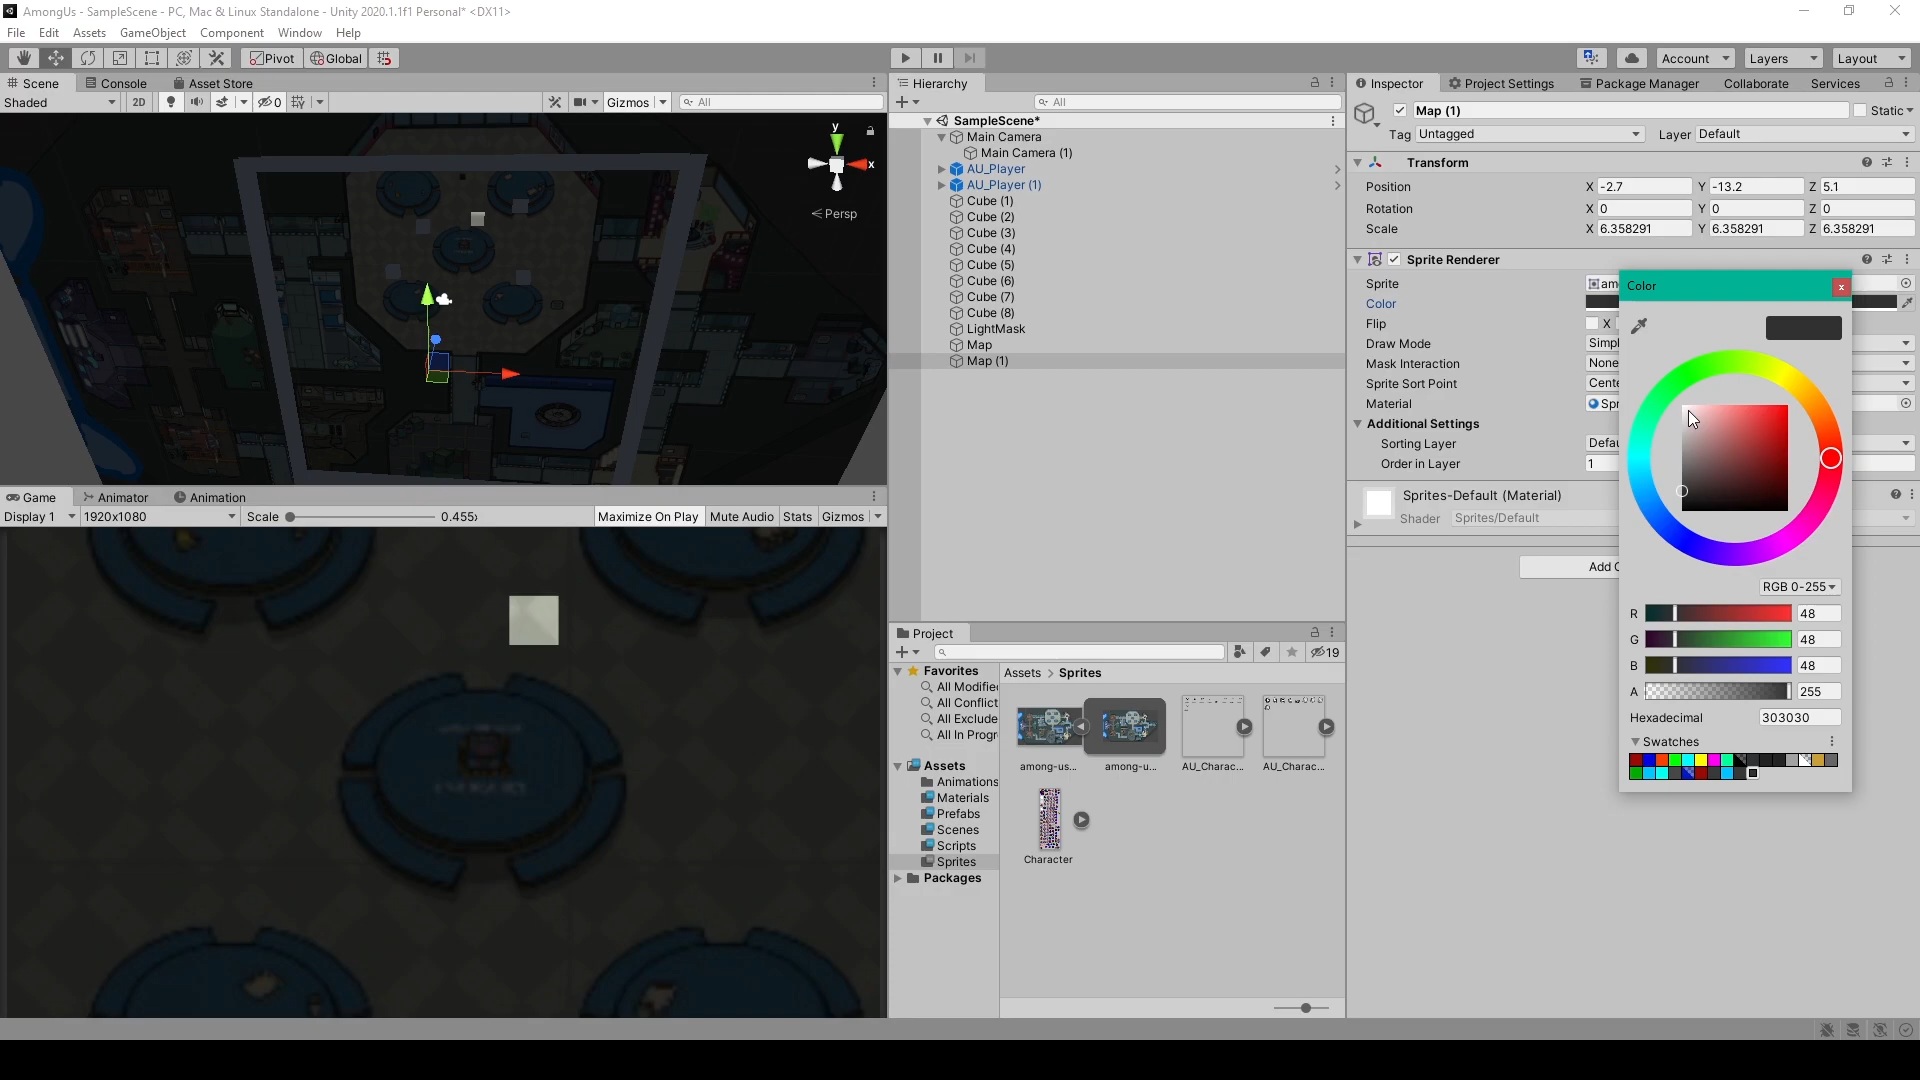 AmongUs - SampleScene - PC, Mac & Linux Standalone - Unity 2020.1.1f1 Personal* <DX11>
File Edit Assets GameObject Component Window Help
Pivot Global Account Layers Layout
Scene Console Asset Store
Shaded 2D 0 Gizmos All
y
x
Persp
Game Animator Animation
Display 1 1920x1080 Scale 0.455x Maximize On Play Mute Audio Stats Gizmos
Hierarchy
All
SampleScene*
Main Camera
Main Camera (1)
AU_Player
AU_Player (1)
Cube (1)
Cube (2)
Cube (3)
Cube (4)
Cube (5)
Cube (6)
Cube (7)
Cube (8)
LightMask
Map
Map (1)
Project
19
Favorites
All Modifie
All Conflict
All Exclude
All In Progr
Assets
Animations
Materials
Prefabs
Scenes
Scripts
Sprites
Packages
Assets > Sprites
among-us...
among-u...
AU_Charac...
AU_Charac...
Character
Inspector Project Settings Package Manager Collaborate Services
Map (1) Static
Tag Untagged Layer Default
Transform
Position X -2.7 Y -13.2 Z 5.1
Rotation X 0 Y 0 Z 0
Scale X 6.358291 Y 6.358291 Z 6.358291
Sprite Renderer
Sprite am
Color
Flip X
Draw Mode Simpl
Mask Interaction None
Sprite Sort Point Cente
Material Spr
Additional Settings
Sorting Layer Defau
Order in Layer 1
Sprites-Default (Material)
Shader Sprites/Default
Add C
Color
x
RGB 0-255
R 48
G 48
B 48
A 255
Hexadecimal 303030
Swatches